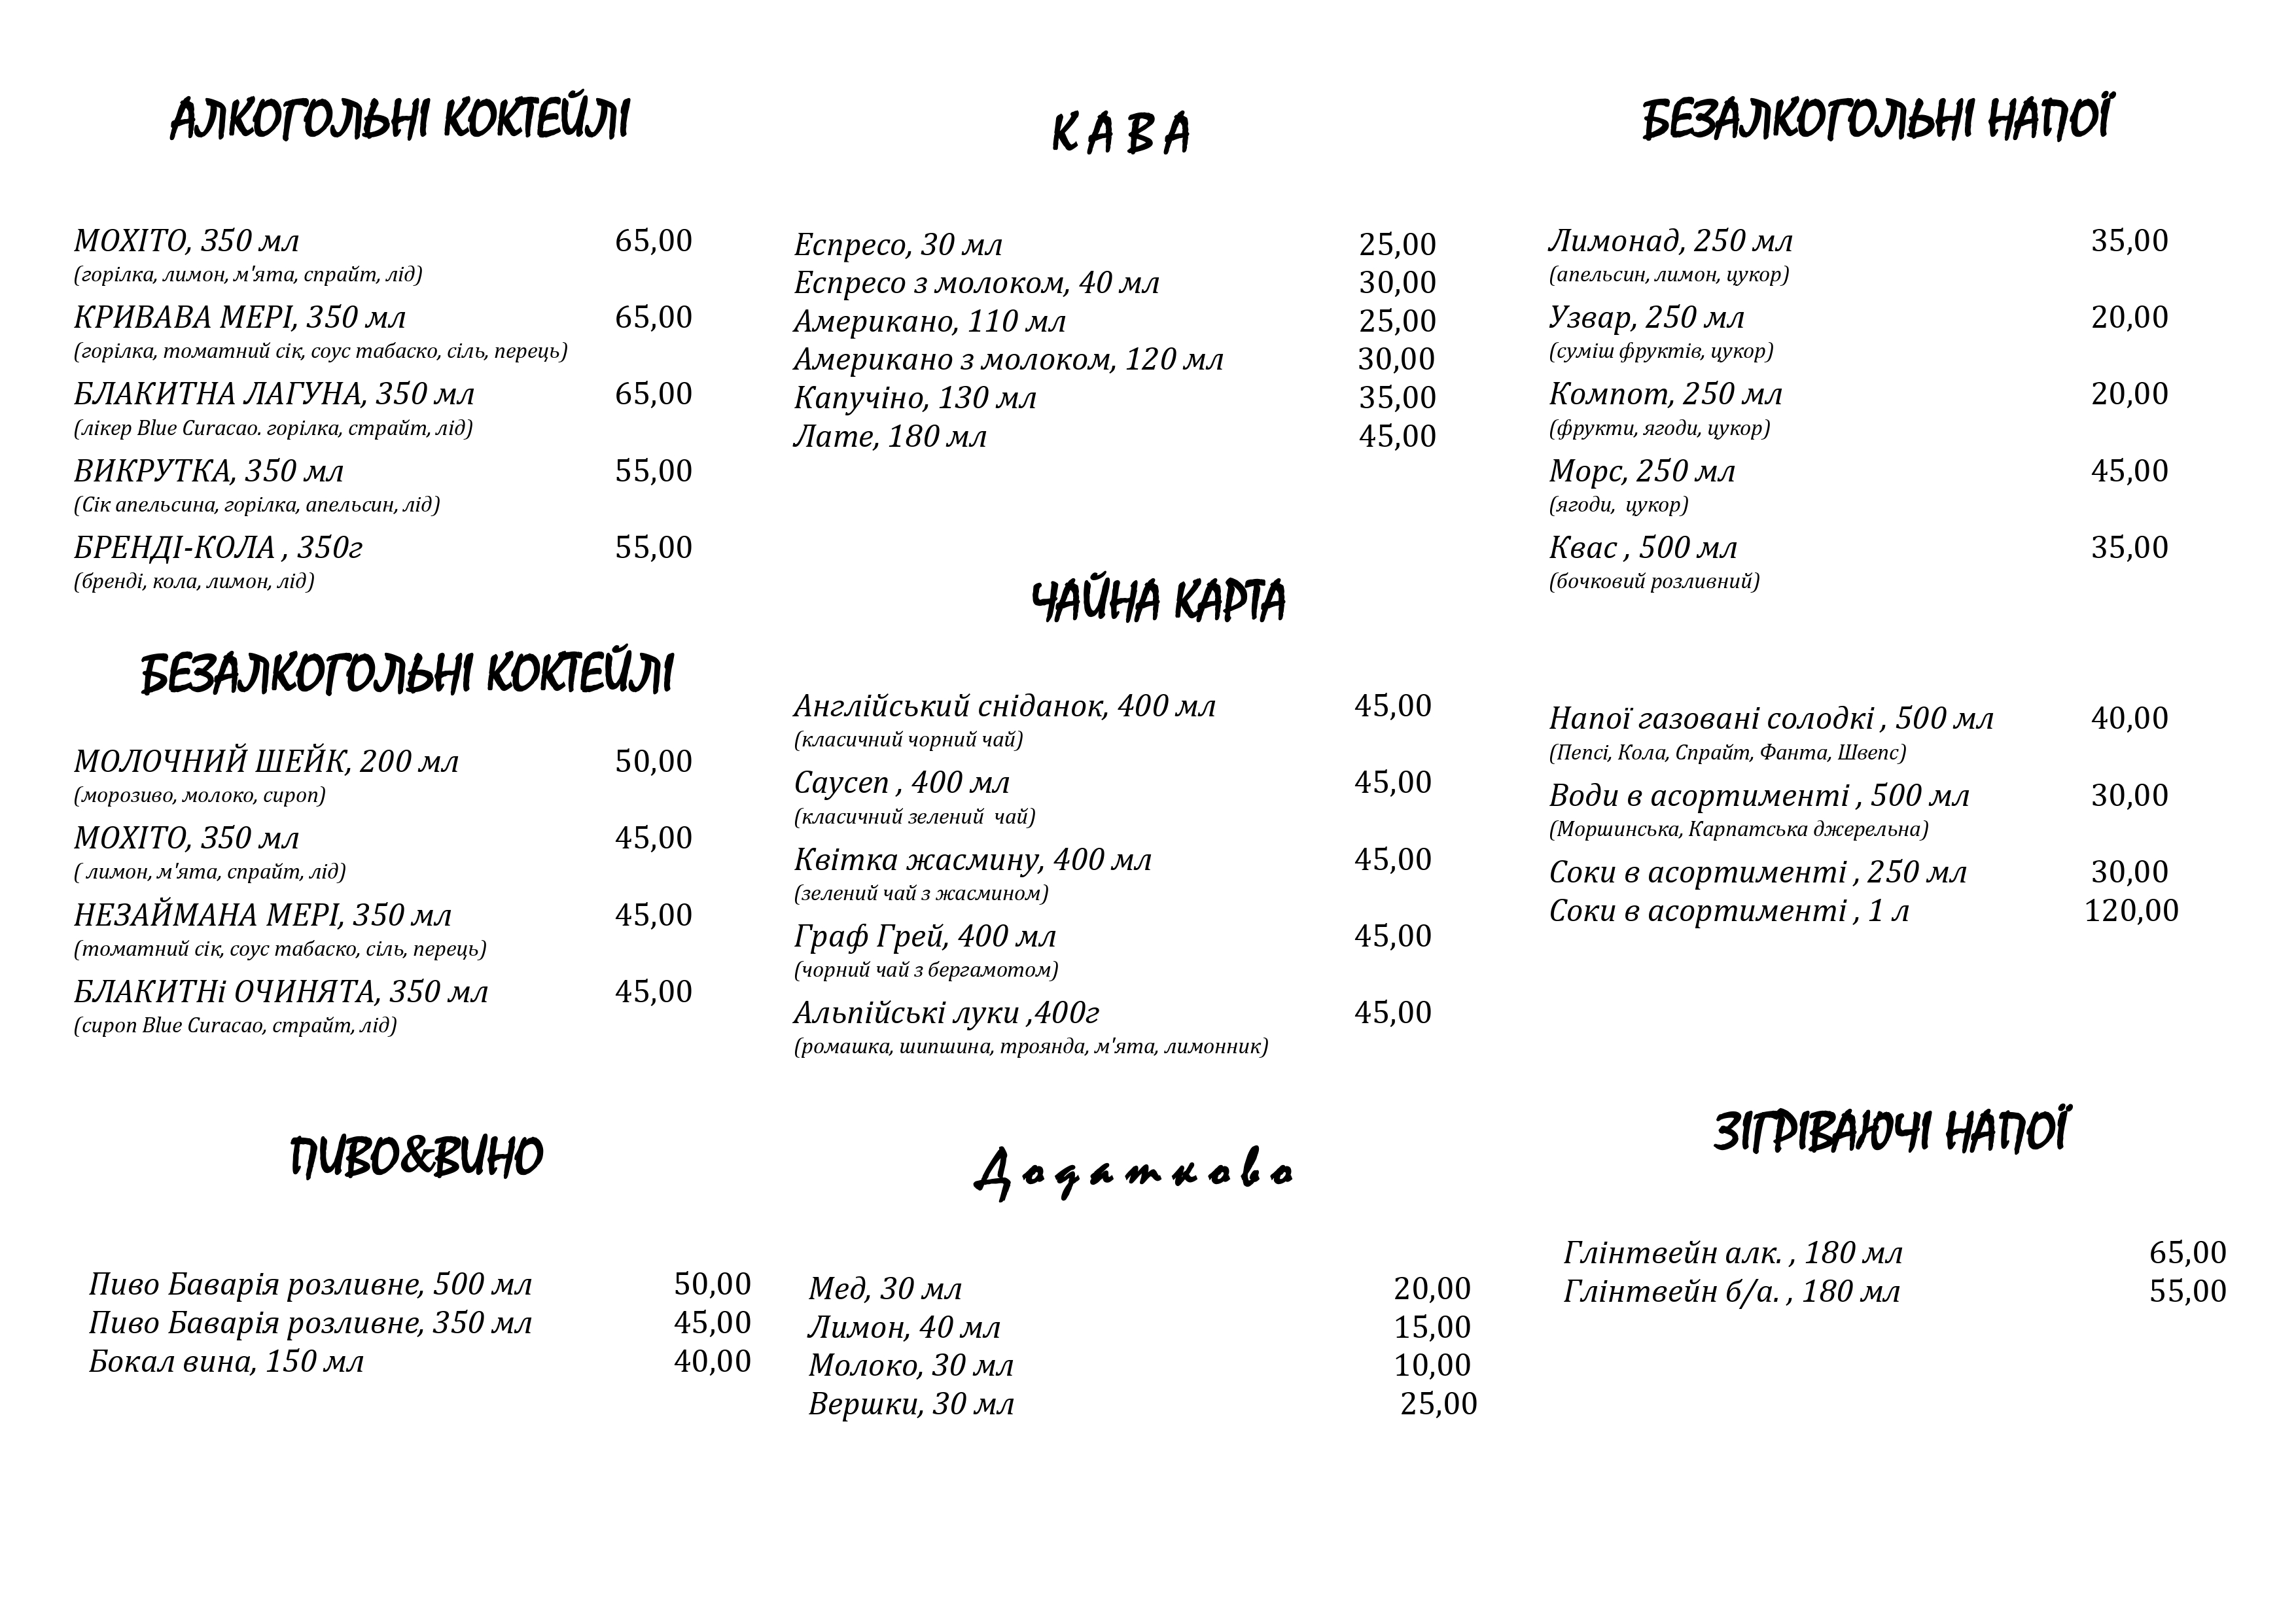 АЛКОГОЛЬНІ КОКТЕЙЛІ
МОХІТО, 350 мл 65,00
(горілка, лимон, м'ята, спрайт, лід)
КРИВАВА МЕРІ, 350 мл 65,00
(горілка, томатний сік, соус табаско, сіль, перець)
БЛАКИТНА ЛАГУНА, 350 мл 65,00
(лікер Blue Curacao. горілка, страйт, лід)
ВИКРУТКА, 350 мл 55,00
(Сік апельсина, горілка, апельсин, лід)
БРЕНДІ-КОЛА , 350г 55,00
(бренді, кола, лимон, лід)
БЕЗАЛКОГОЛЬНІ КОКТЕЙЛІ
МОЛОЧНИЙ ШЕЙК, 200 мл 50,00
(морозиво, молоко, сироп)
МОХІТО, 350 мл 45,00
( лимон, м'ята, спрайт, лід)
НЕЗАЙМАНА МЕРІ, 350 мл 45,00
(томатний сік, соус табаско, сіль, перець)
БЛАКИТНі ОЧИНЯТА, 350 мл 45,00
(сироп Blue Curacao, страйт, лід)
ПИВО&ВИНО
Пиво Баварія розливне, 500 мл 50,00
Пиво Баварія розливне, 350 мл 45,00
Бокал вина, 150 мл 40,00
К А В А
Еспресо, 30 мл 25,00
Еспресо з молоком, 40 мл 30,00
Американо, 110 мл 25,00
Американо з молоком, 120 мл 30,00
Капучіно, 130 мл 35,00
Лате, 180 мл 45,00
ЧАЙНА КАРТА
Англійський сніданок, 400 мл 45,00
(класичний чорний чай)
Саусеп , 400 мл 45,00
(класичний зелений  чай)
Квітка жасмину, 400 мл 45,00
(зелений чай з жасмином)
Граф Грей, 400 мл 45,00
(чорний чай з бергамотом)
Альпійські луки ,400г 45,00
(ромашка, шипшина, троянда, м'ята, лимонник)
Д о д а т к о в о
Мед, 30 мл 20,00
Лимон, 40 мл 15,00
Молоко, 30 мл 10,00
Вершки, 30 мл 25,00
БЕЗАЛКОГОЛЬНІ НАПОЇ
Лимонад, 250 мл 35,00
(апельсин, лимон, цукор)
Узвар, 250 мл 20,00
(суміш фруктів, цукор)
Компот, 250 мл 20,00
(фрукти, ягоди, цукор)
Морс, 250 мл 45,00
(ягоди,  цукор)
Квас , 500 мл 35,00
(бочковий розливний)
Напої газовані солодкі , 500 мл 40,00
(Пепсі, Кола, Спрайт, Фанта, Швепс)
Води в асортименті , 500 мл 30,00
(Моршинська, Карпатська джерельна)
Соки в асортименті , 250 мл 30,00
Соки в асортименті , 1 л 120,00
ЗІГРІВАЮЧІ НАПОЇ
Глінтвейн алк. , 180 мл 65,00
Глінтвейн б/а. , 180 мл 55,00